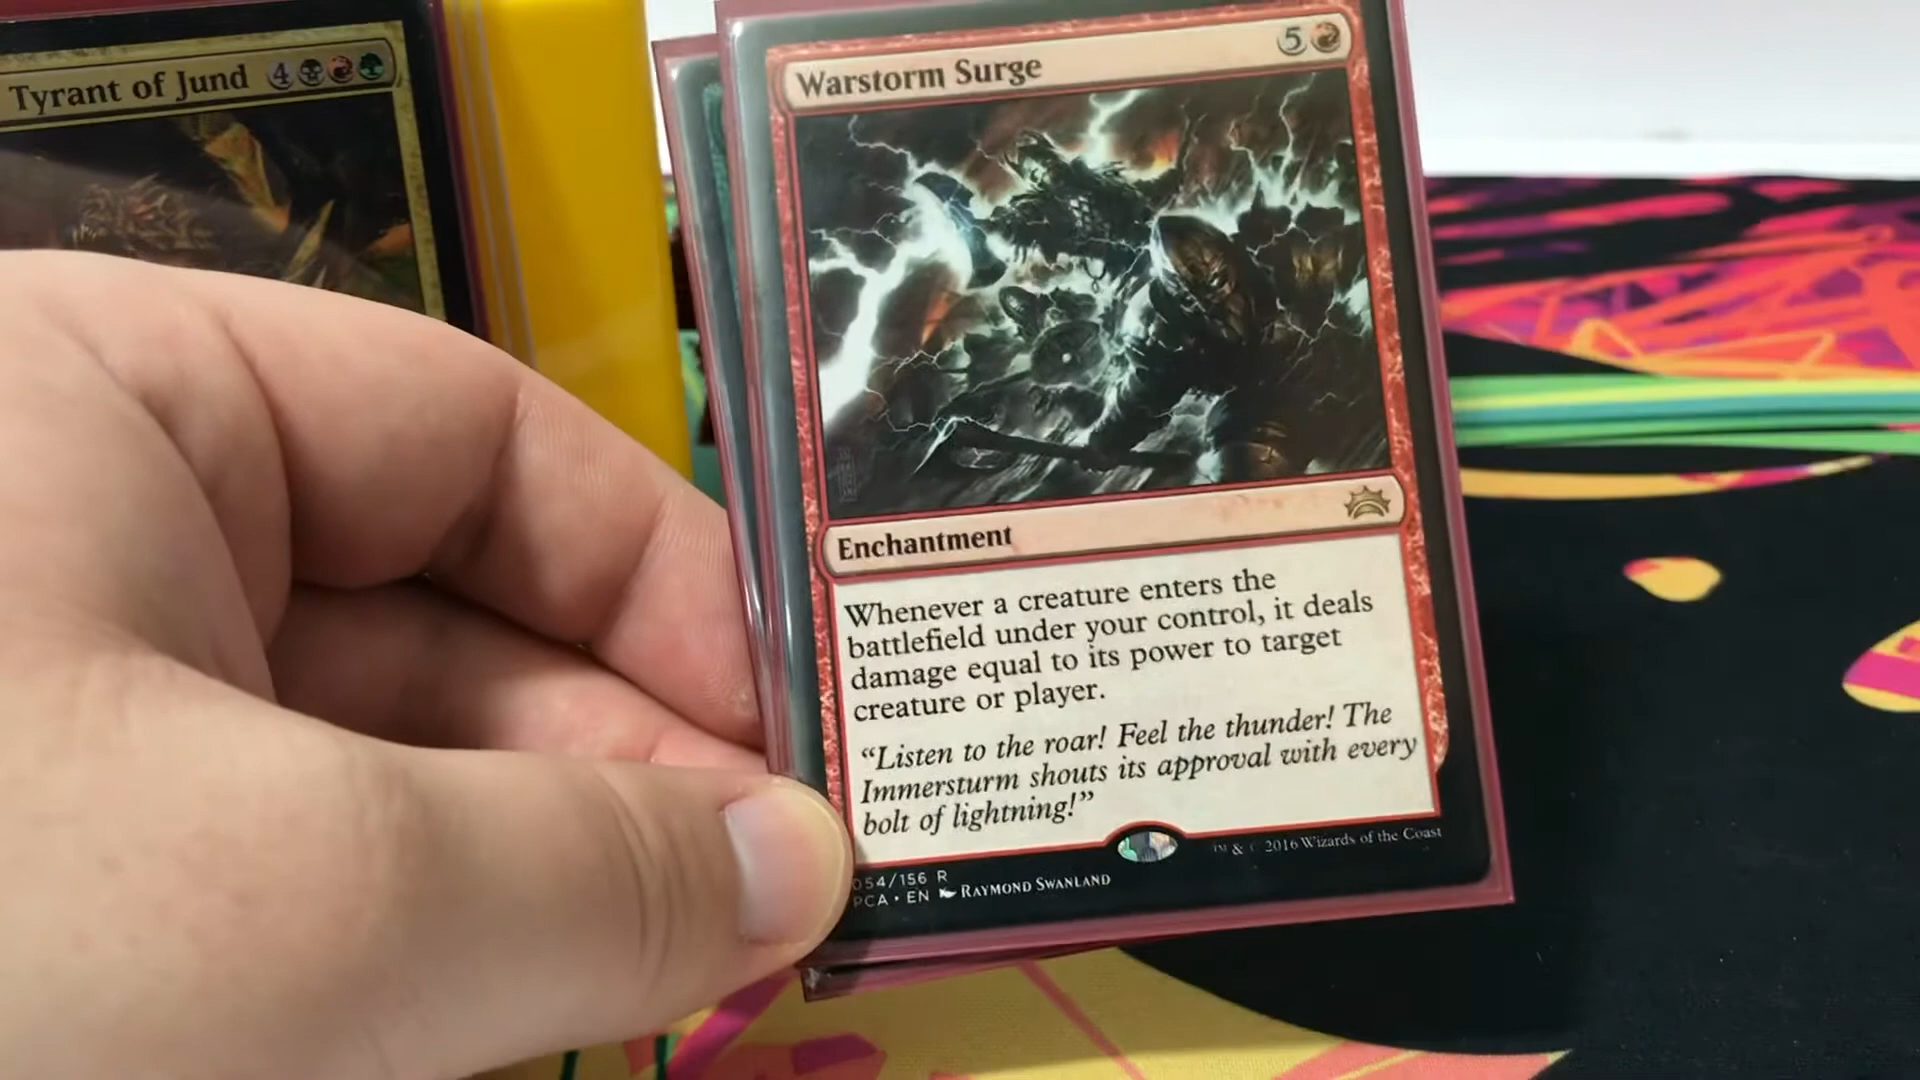 Tyrant of Jund 4
Warstorm Surge 5
Enchantment
Whenever a creature enters the
battlefield under your control, it deals
damage equal to its power to target
creature or player.
“Listen to the roar! Feel the thunder! The
Immersturm shouts its approval with every
bolt of lightning!”
™ & © 2016 Wizards of the Coast
054/156 R
PCA • EN RAYMOND SWANLAND